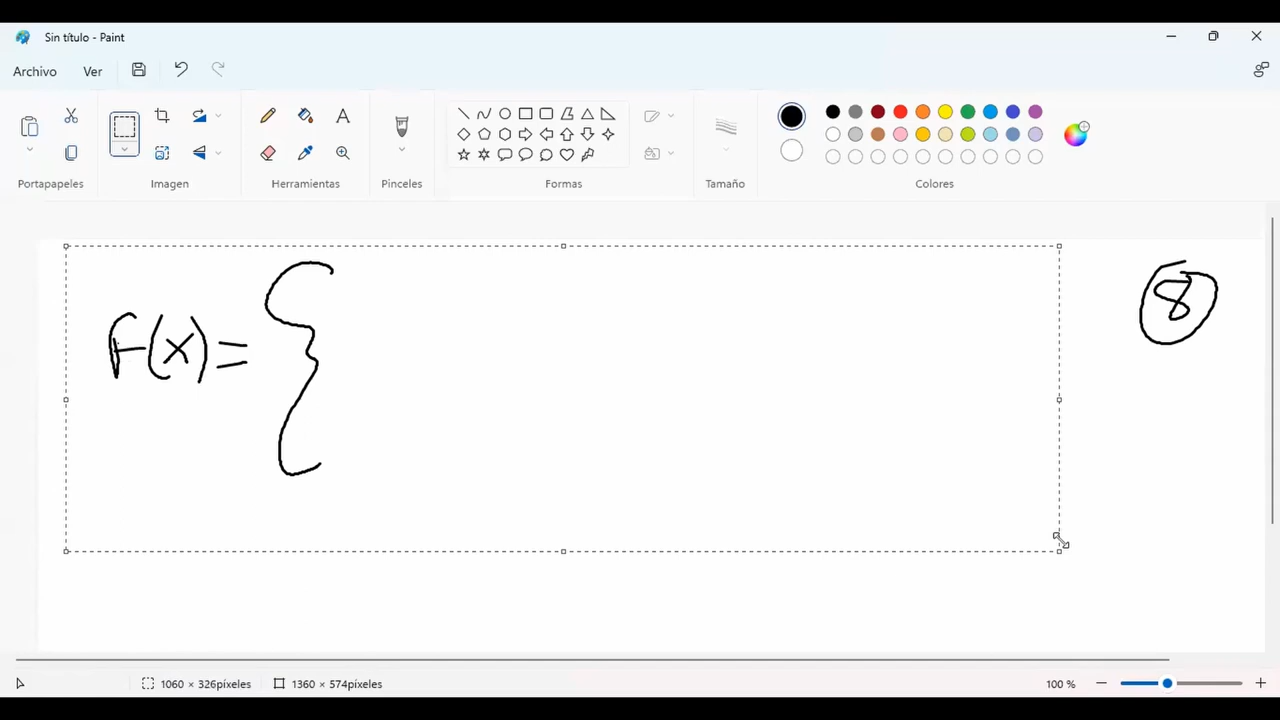 Sin título - Paint
Archivo Ver
Portapapeles Imagen Herramientas Pinceles Formas Tamaño Colores
F(x)= {
8
1060 × 326píxeles 1360 × 574píxeles 100 %